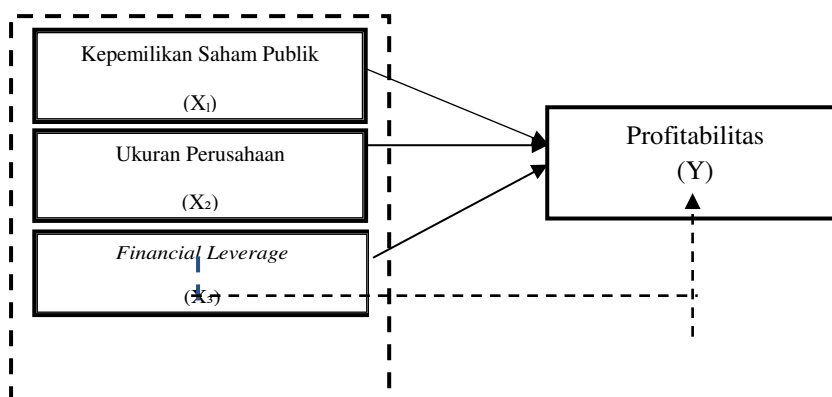 Kepemilikan Saham Publik
(X₁)
Ukuran Perusahaan
(X₂)
Financial Leverage
(X₃)
Profitabilitas
(Y)